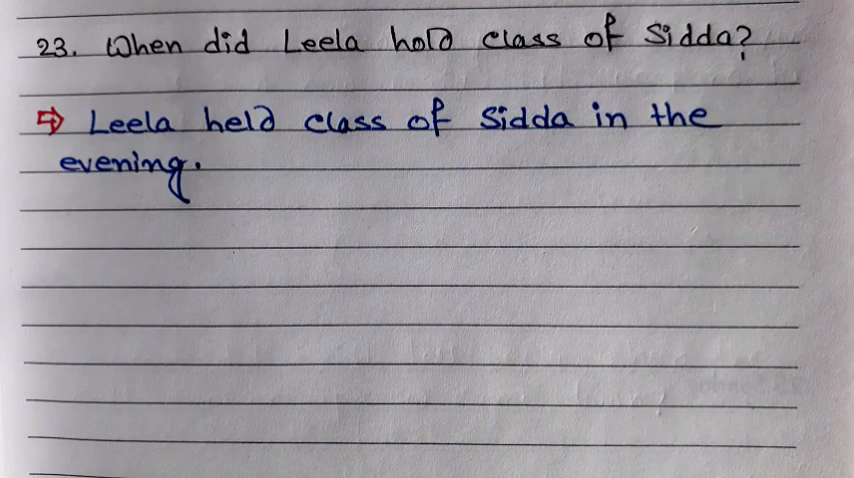 23. When did Leela hold class of Sidda?
⇨ Leela held class of Sidda in the
evening.